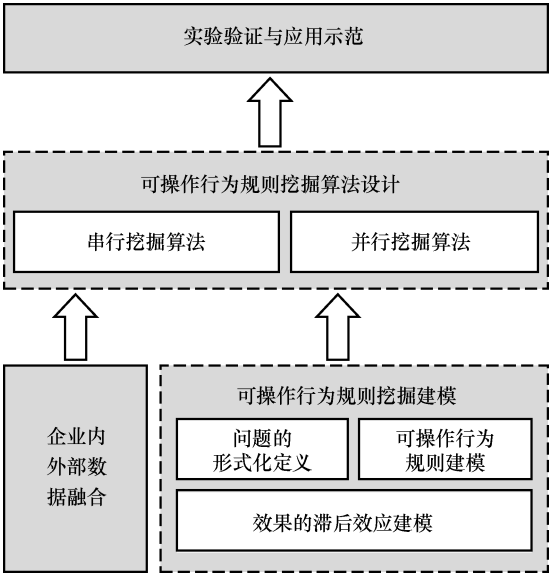 实验验证与应用示范
可操作行为规则挖掘算法设计
串行挖掘算法
并行挖掘算法
企业内
外部数
据融合
可操作行为规则挖掘建模
问题的
形式化定义
可操作行为
规则建模
效果的滞后效应建模